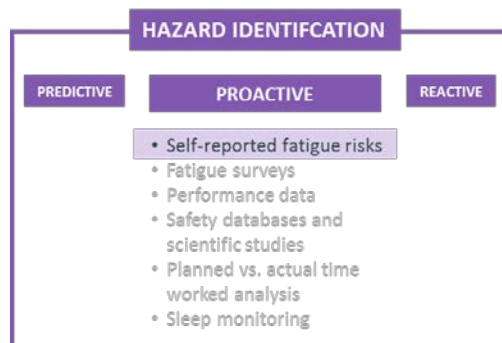 HAZARD IDENTIFCATION
PREDICTIVE
PROACTIVE
REACTIVE
• Self-reported fatigue risks
• Fatigue surveys
• Performance data
• Safety databases and
scientific studies
• Planned vs. actual time
worked analysis
• Sleep monitoring